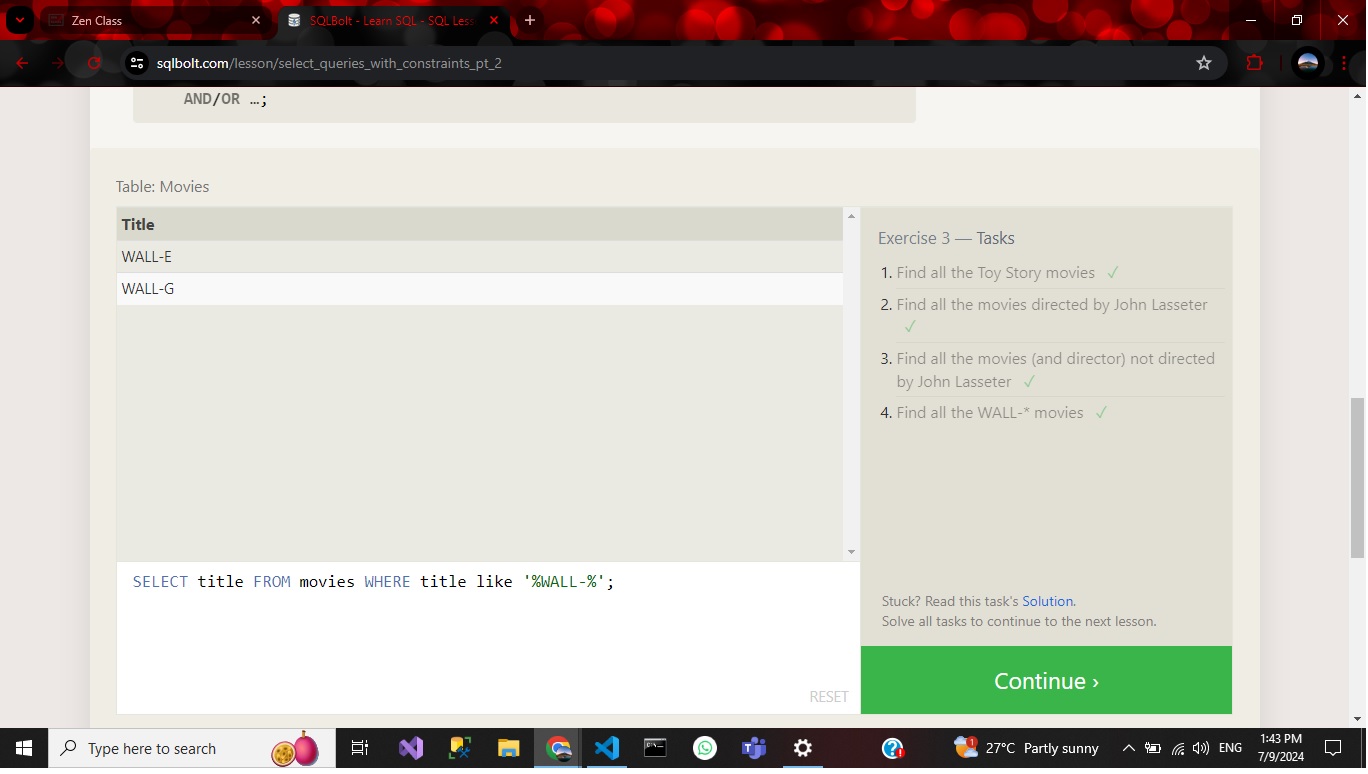 Zen Class
SQLBolt - Learn SQL - SQL Less
sqlbolt.com/lesson/select_queries_with_constraints_pt_2
AND/OR …;
Table: Movies
Title
WALL-E
WALL-G
Exercise 3 — Tasks
1. Find all the Toy Story movies ✓
2. Find all the movies directed by John Lasseter
✓
3. Find all the movies (and director) not directed
by John Lasseter ✓
4. Find all the WALL-* movies ✓
SELECT title FROM movies WHERE title like '%WALL-%';
Stuck? Read this task's Solution.
Solve all tasks to continue to the next lesson.
RESET
Continue ›
Type here to search
27°C Partly sunny
ENG
1:43 PM
7/9/2024